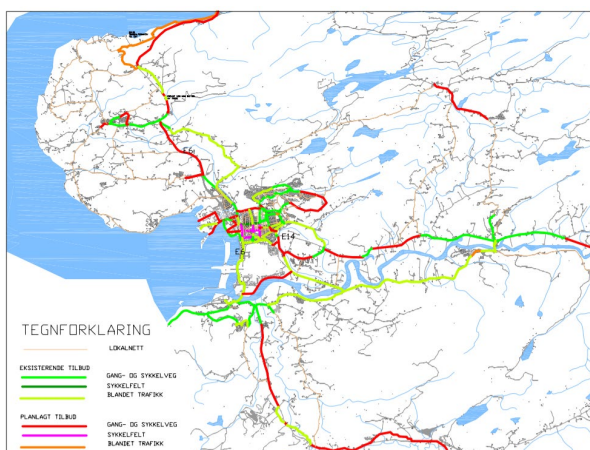 E6
E14
E6
TEGNFORKLARING
LOKALNETT
EKSISTERENDE TILBUD
GANG- OG SYKKELVEG
SYKKELFELT
BLANDET TRAFIKK
PLANLAGT TILBUD
GANG- OG SYKKELVEG
SYKKELFELT
BLANDET TRAFIKK